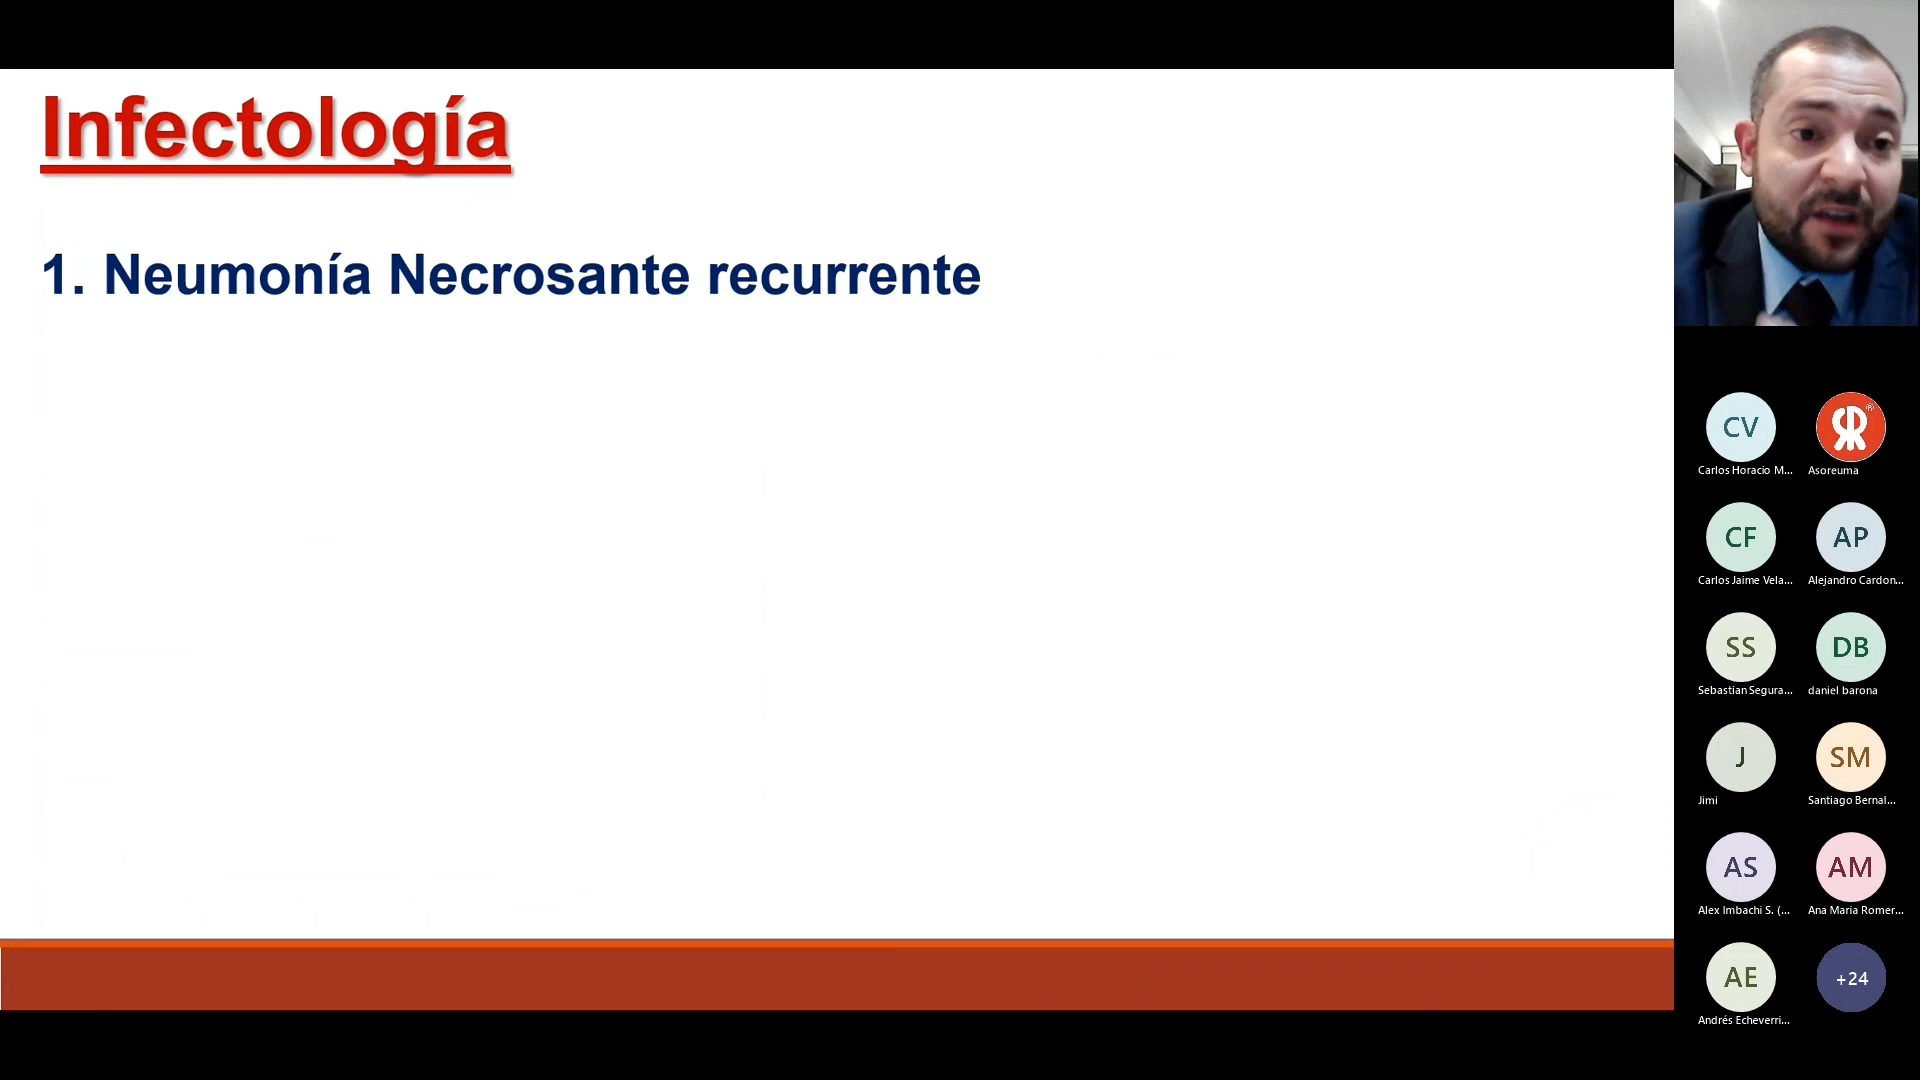 Infectología
1. Neumonía Necrosante recurrente
CV
Carlos Horacio M...
Asoreuma
CF
Carlos Jaime Vela...
AP
Alejandro Cardon...
SS
Sebastian Segura...
DB
daniel barona
J
Jimi
SM
Santiago Bernal...
AS
Alex Imbachi S. (...
AM
Ana Maria Romer...
AE
Andrés Echeverri...
+24